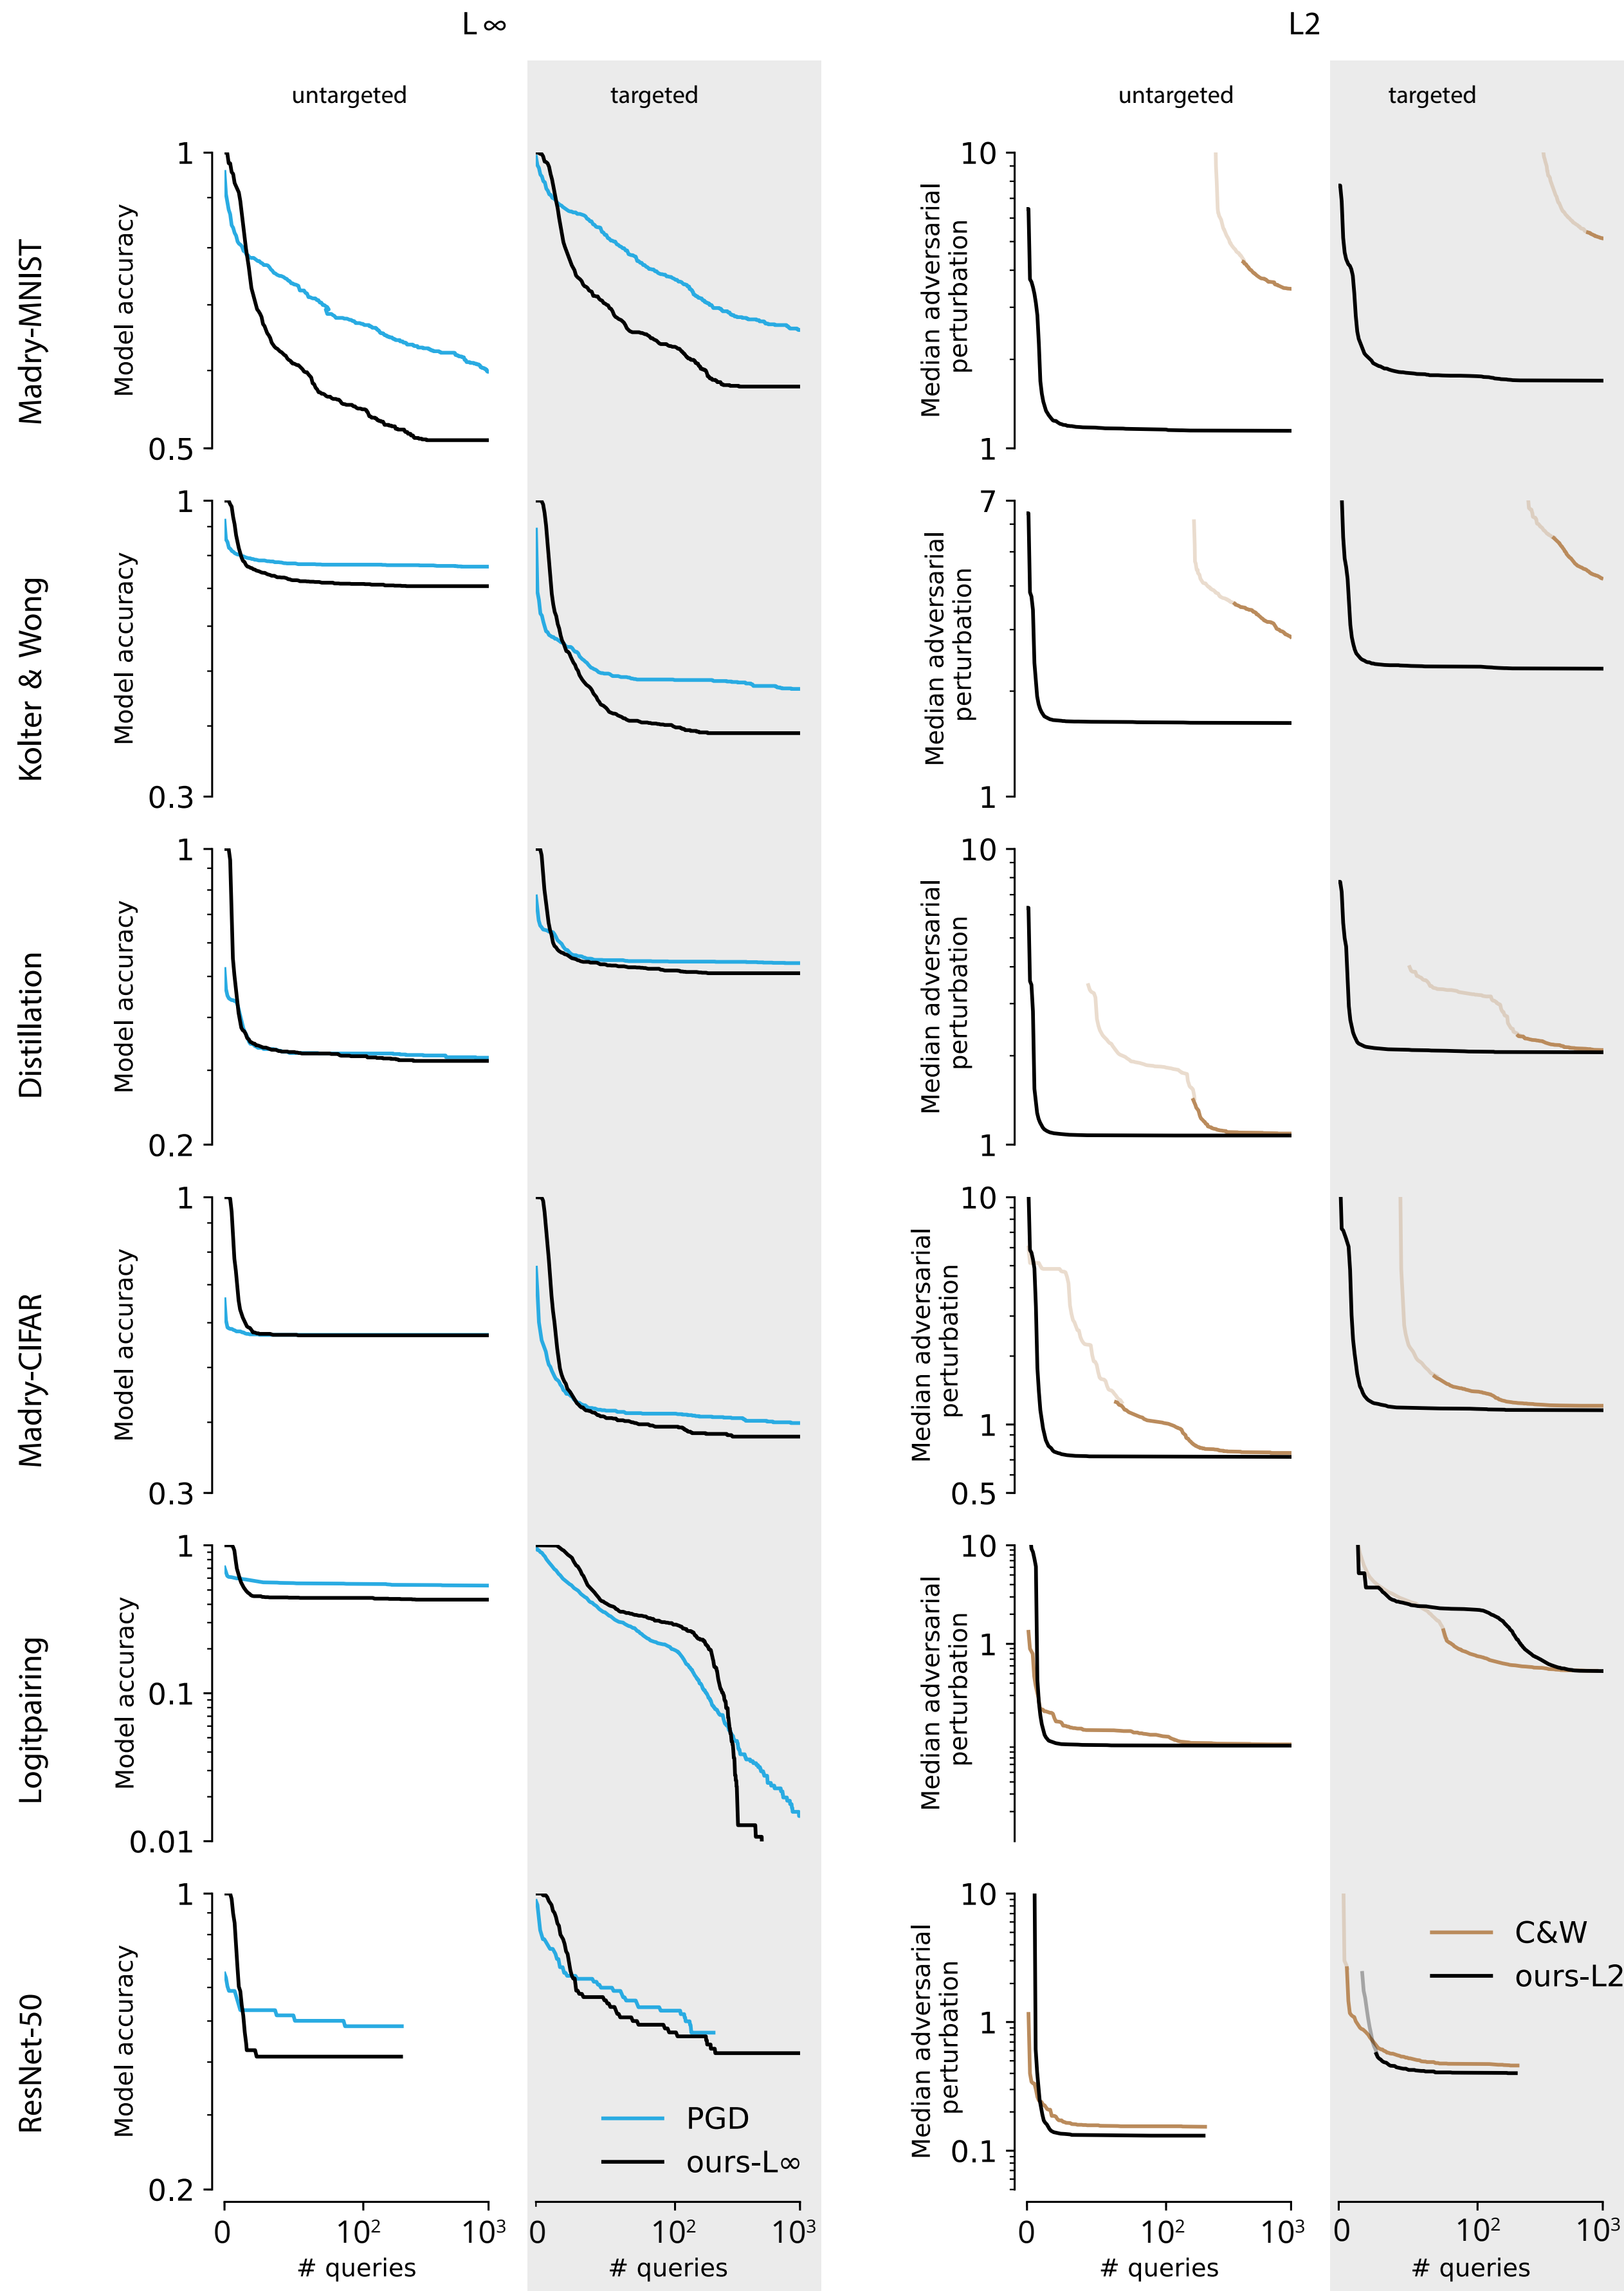 L ∞
L2
untargeted
targeted
untargeted
targeted
Madry-MNIST
Model accuracy
1
0.5
Median adversarial
perturbation
10
1
Kolter & Wong
Model accuracy
1
0.3
Median adversarial
perturbation
7
1
Distillation
Model accuracy
1
0.2
Median adversarial
perturbation
10
1
Madry-CIFAR
Model accuracy
1
0.3
Median adversarial
perturbation
10
1
0.5
Logitpairing
Model accuracy
1
0.1
0.01
Median adversarial
perturbation
10
1
ResNet-50
Model accuracy
1
0.2
PGD
ours-L∞
Median adversarial
perturbation
10
1
0.1
C&W
ours-L2
0 10² 10³
# queries
0 10² 10³
# queries
0 10² 10³
# queries
0 10² 10³
# queries